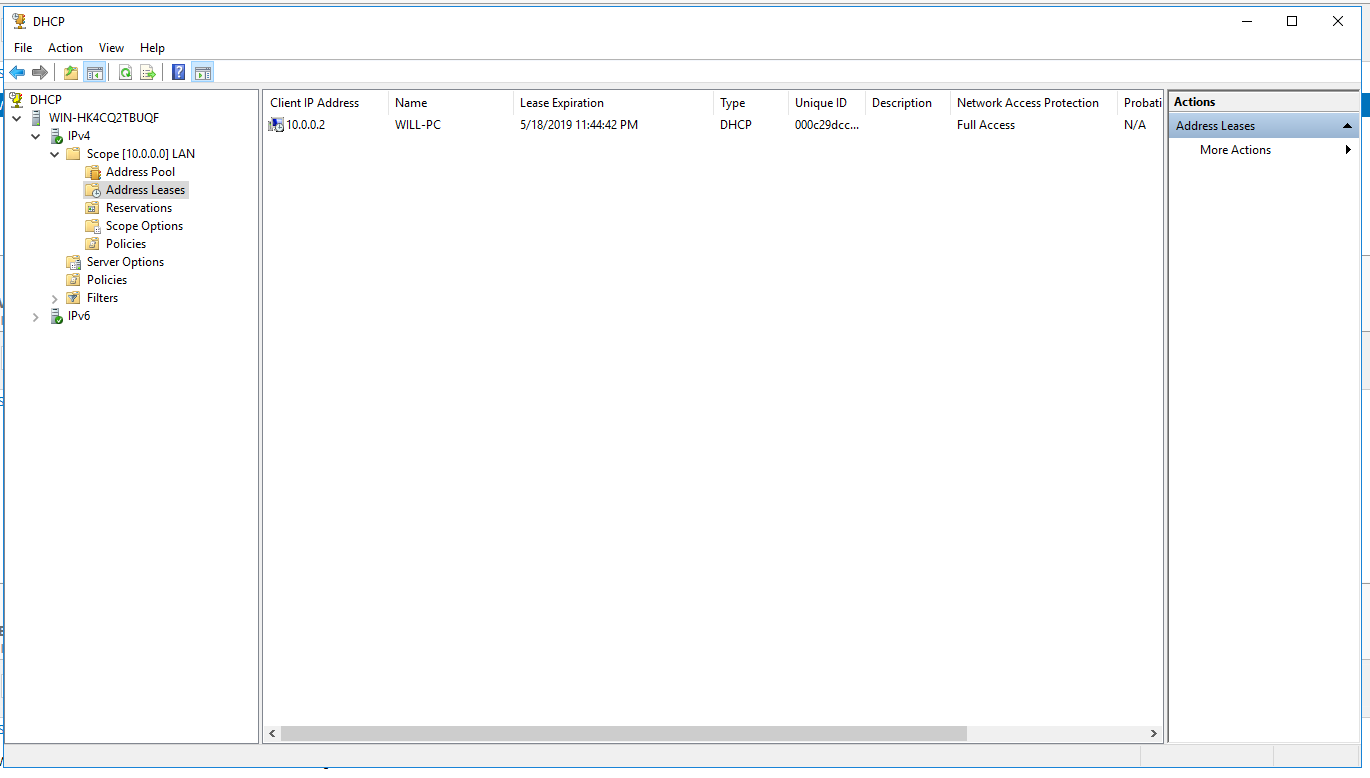 DHCP
File Action View Help
DHCP
WIN-HK4CQ2TBUQF
IPv4
Scope [10.0.0.0] LAN
Address Pool
Address Leases
Reservations
Scope Options
Policies
Server Options
Policies
Filters
IPv6
Client IP Address Name Lease Expiration Type Unique ID Description Network Access Protection Probati
10.0.0.2 WILL-PC 5/18/2019 11:44:42 PM DHCP 000c29dcc... Full Access N/A
Actions
Address Leases
More Actions